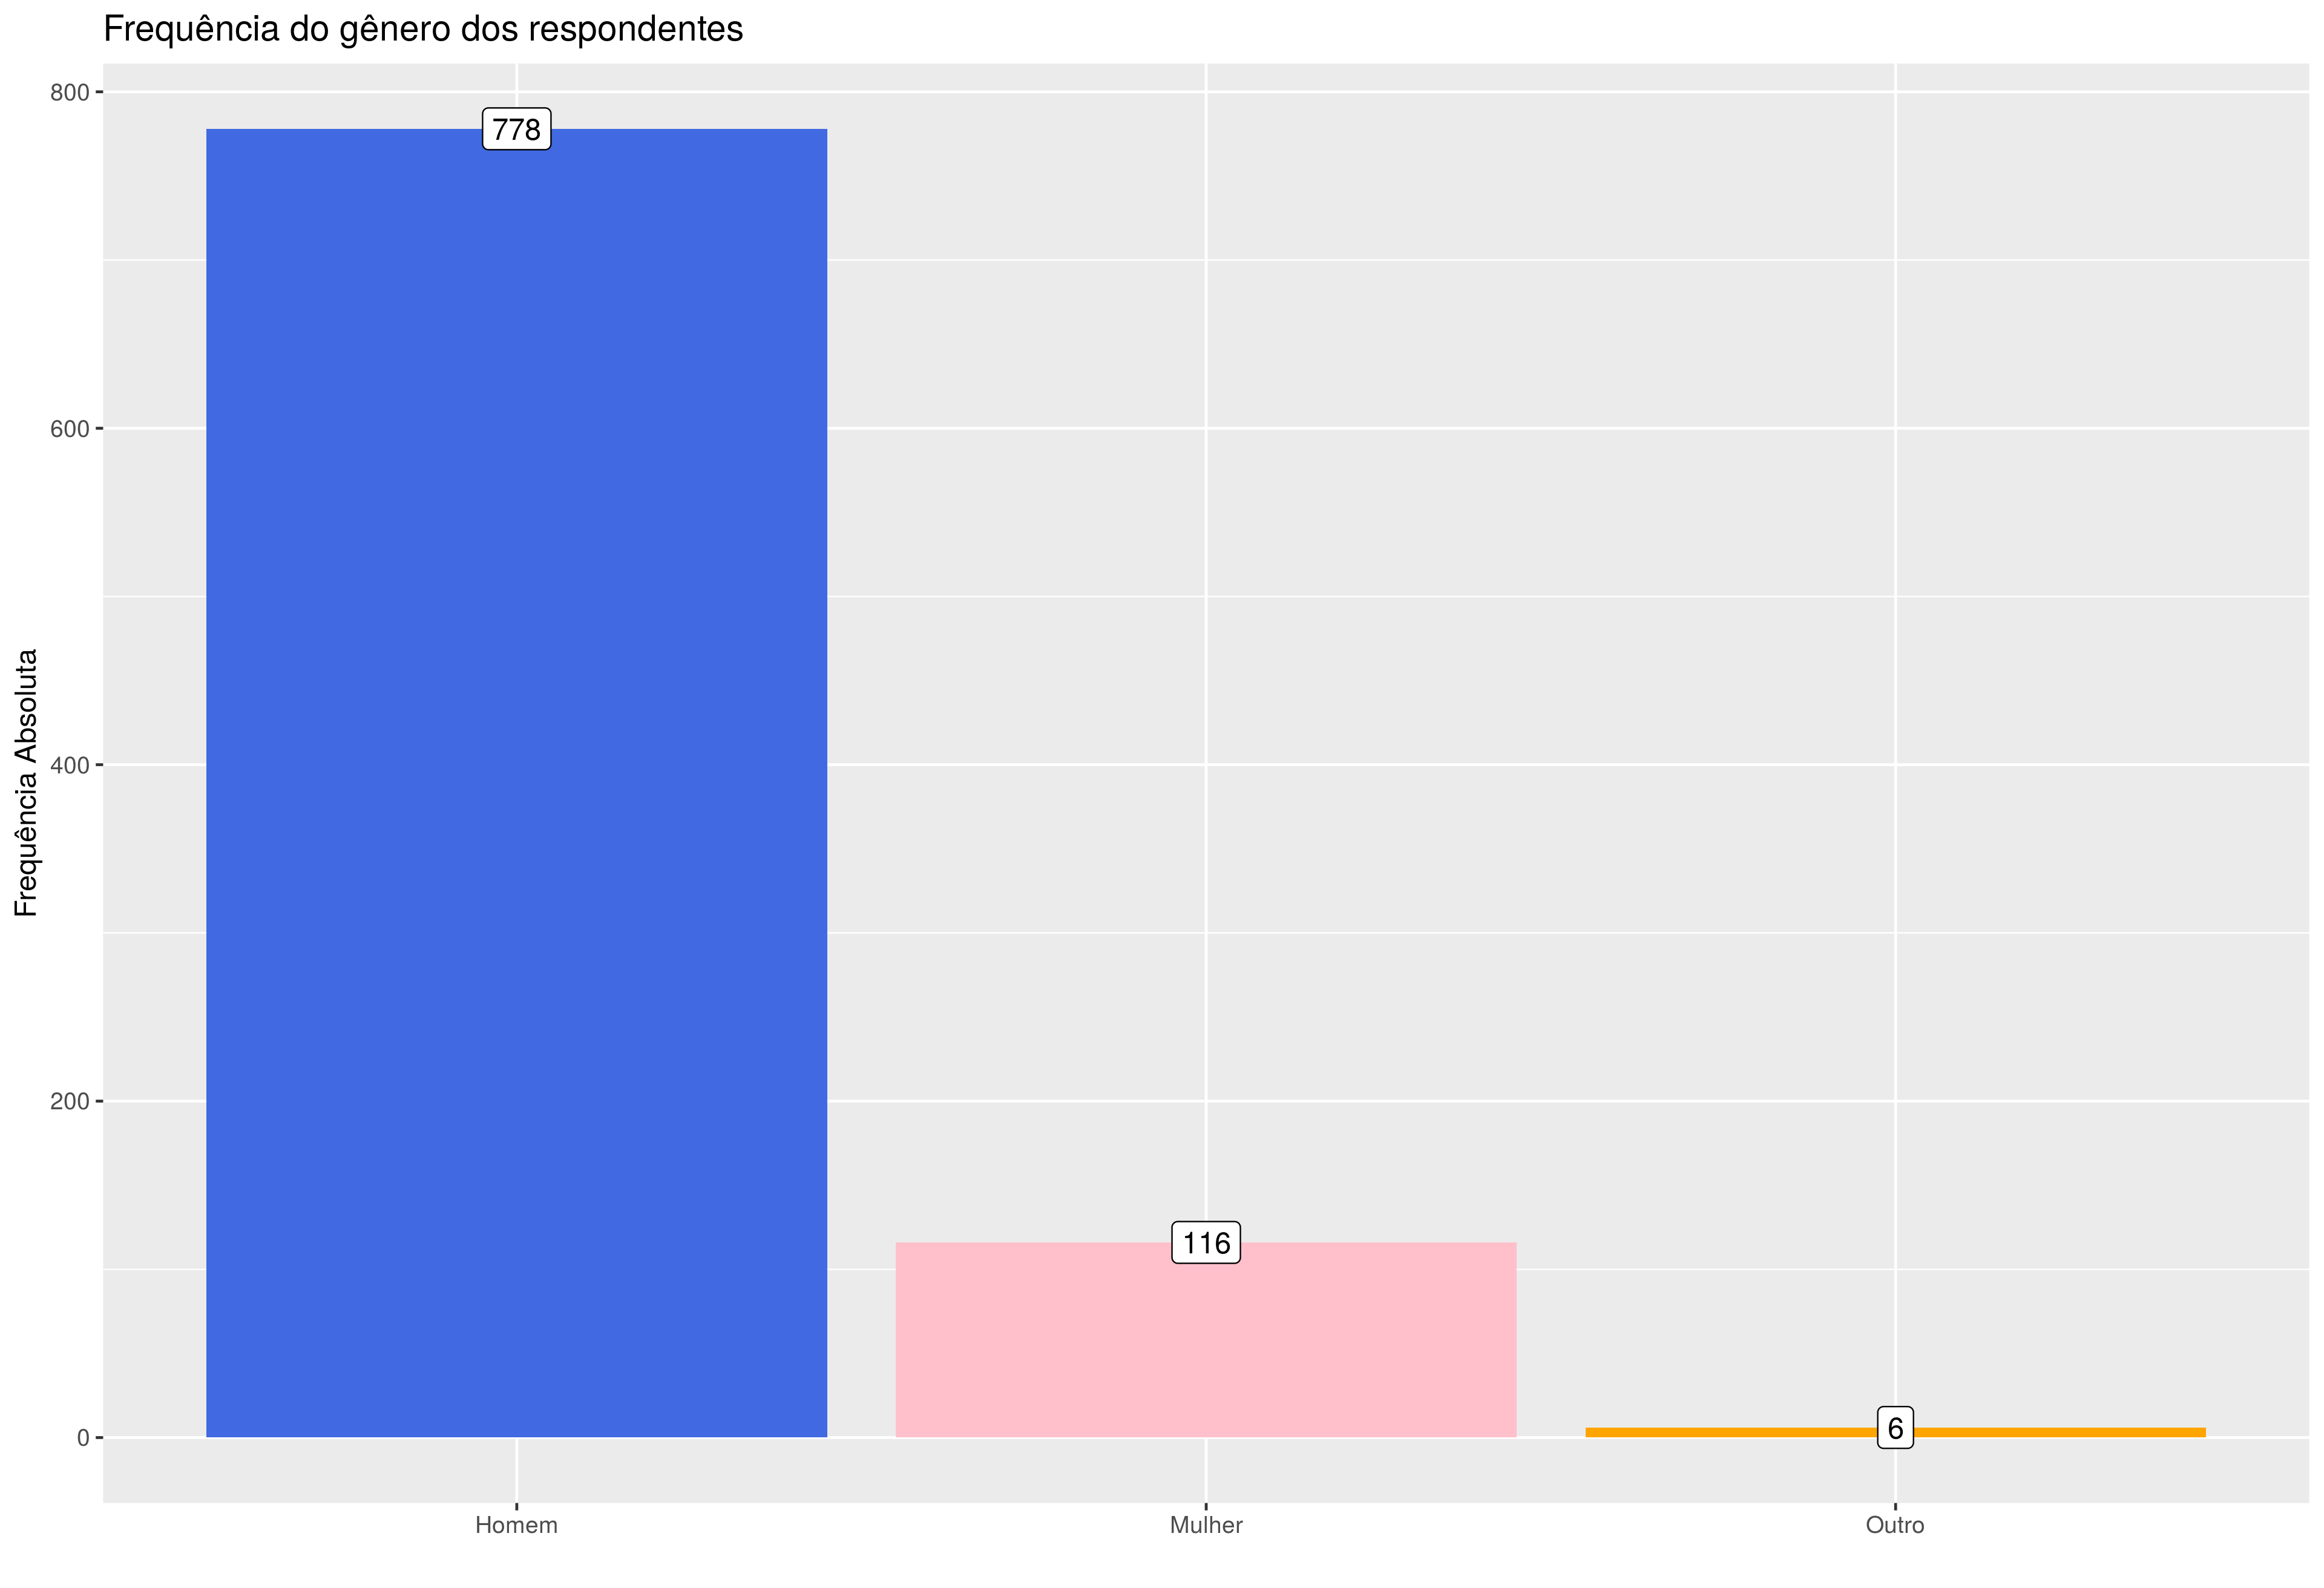 Frequência do gênero dos respondentes
Frequência Absoluta
800
600
400
200
0
778
116
6
Homem
Mulher
Outro